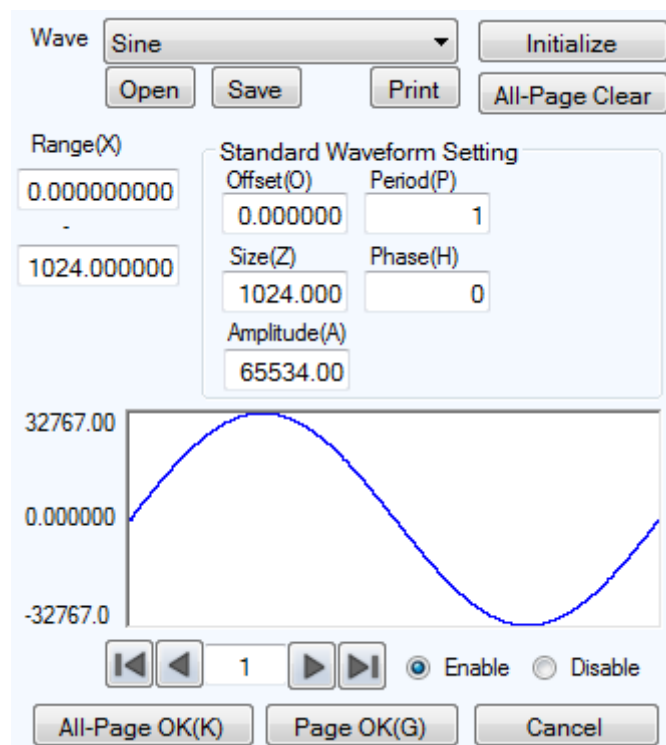 Wave Sine Initialize
Open Save Print All-Page Clear
Range(X)
0.000000000
-
1024.000000
Standard Waveform Setting
Offset(O) Period(P)
0.000000 1
Size(Z) Phase(H)
1024.000 0
Amplitude(A)
65534.00
32767.00
0.000000
-32767.0
1 Enable Disable
All-Page OK(K) Page OK(G) Cancel